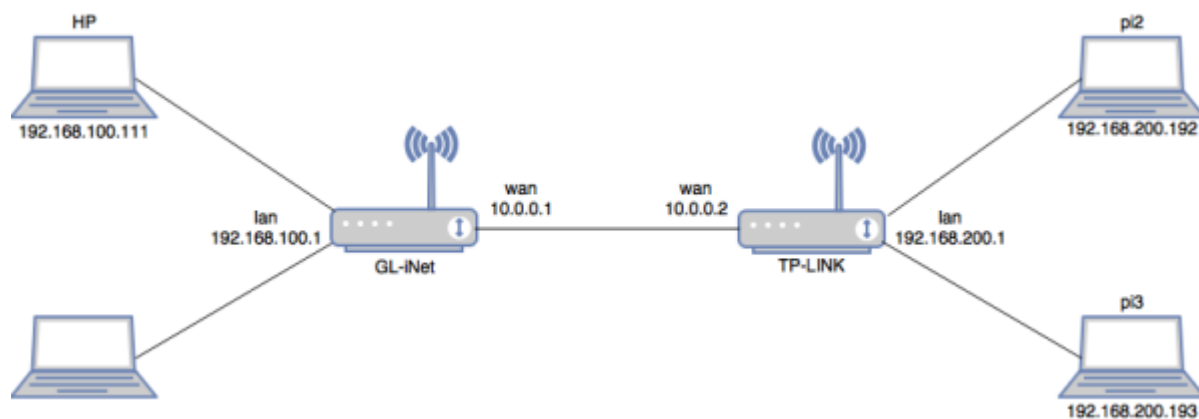 HP
192.168.100.111
lan
192.168.100.1
GL-iNet
wan
10.0.0.1
wan
10.0.0.2
TP-LINK
lan
192.168.200.1
pi2
192.168.200.192
pi3
192.168.200.193